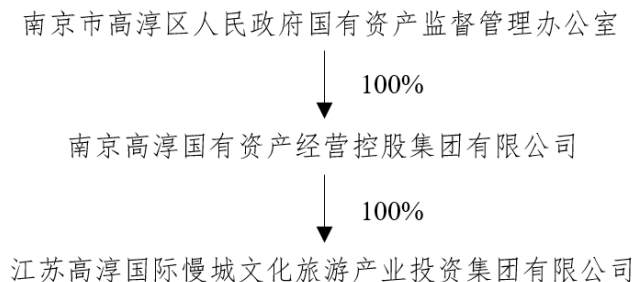 南京市高淳区人民政府国有资产监督管理办公室
100%
南京高淳国有资产经营控股集团有限公司
100%
江苏高淳国际慢城文化旅游产业投资集团有限公司